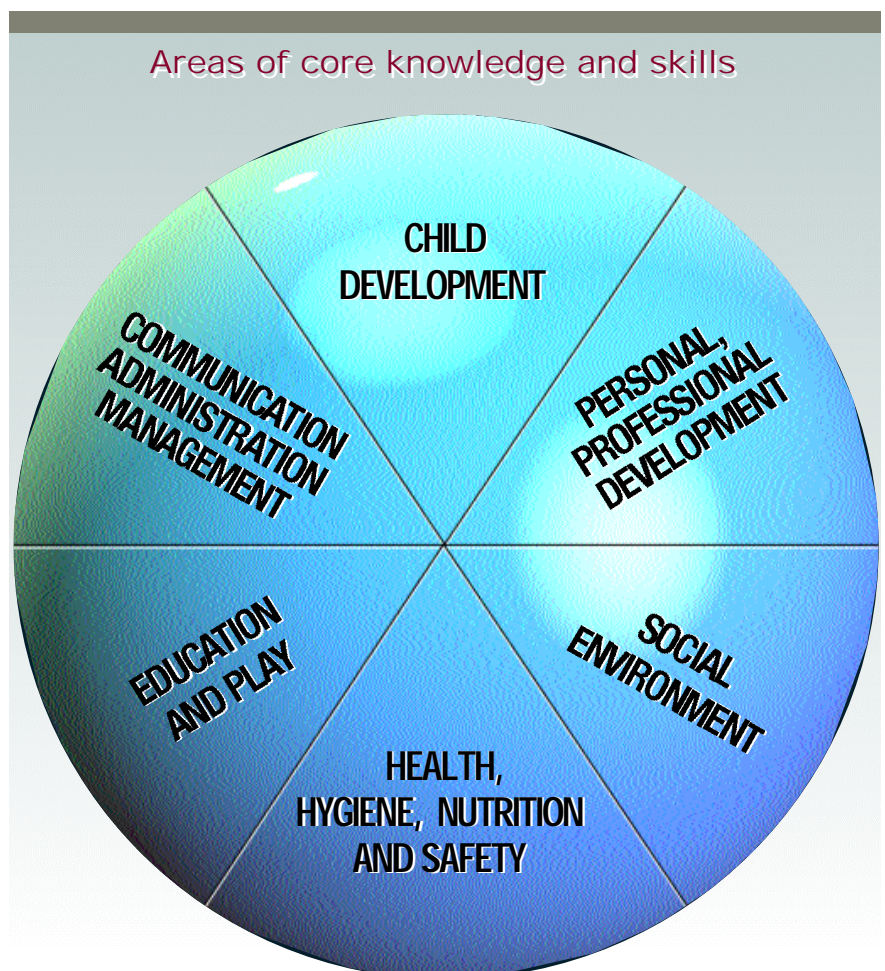 Areas of core knowledge and skills
CHILD
DEVELOPMENT
PERSONAL,
PROFESSIONAL
DEVELOPMENT
SOCIAL
ENVIRONMENT
HEALTH,
HYGIENE, NUTRITION
AND SAFETY
EDUCATION
AND PLAY
COMMUNICATION
ADMINISTRATION
MANAGEMENT